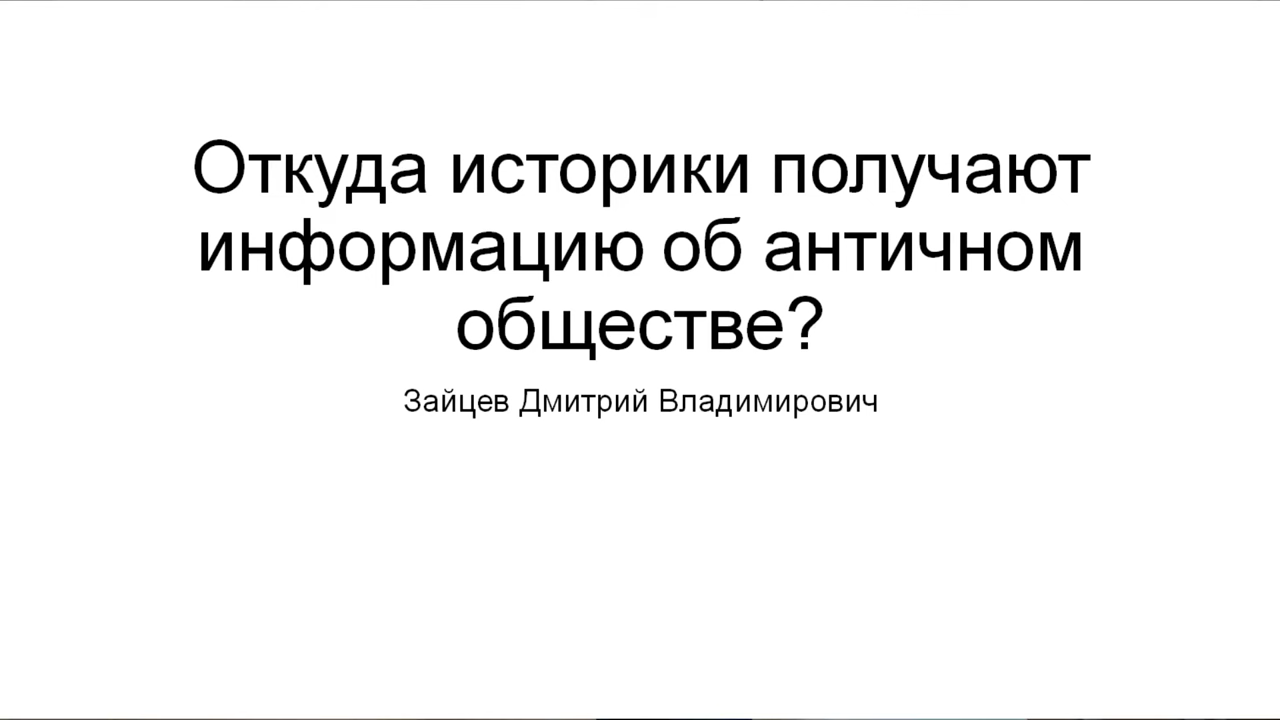 Откуда историки получают
информацию об античном
обществе?
Зайцев Дмитрий Владимирович